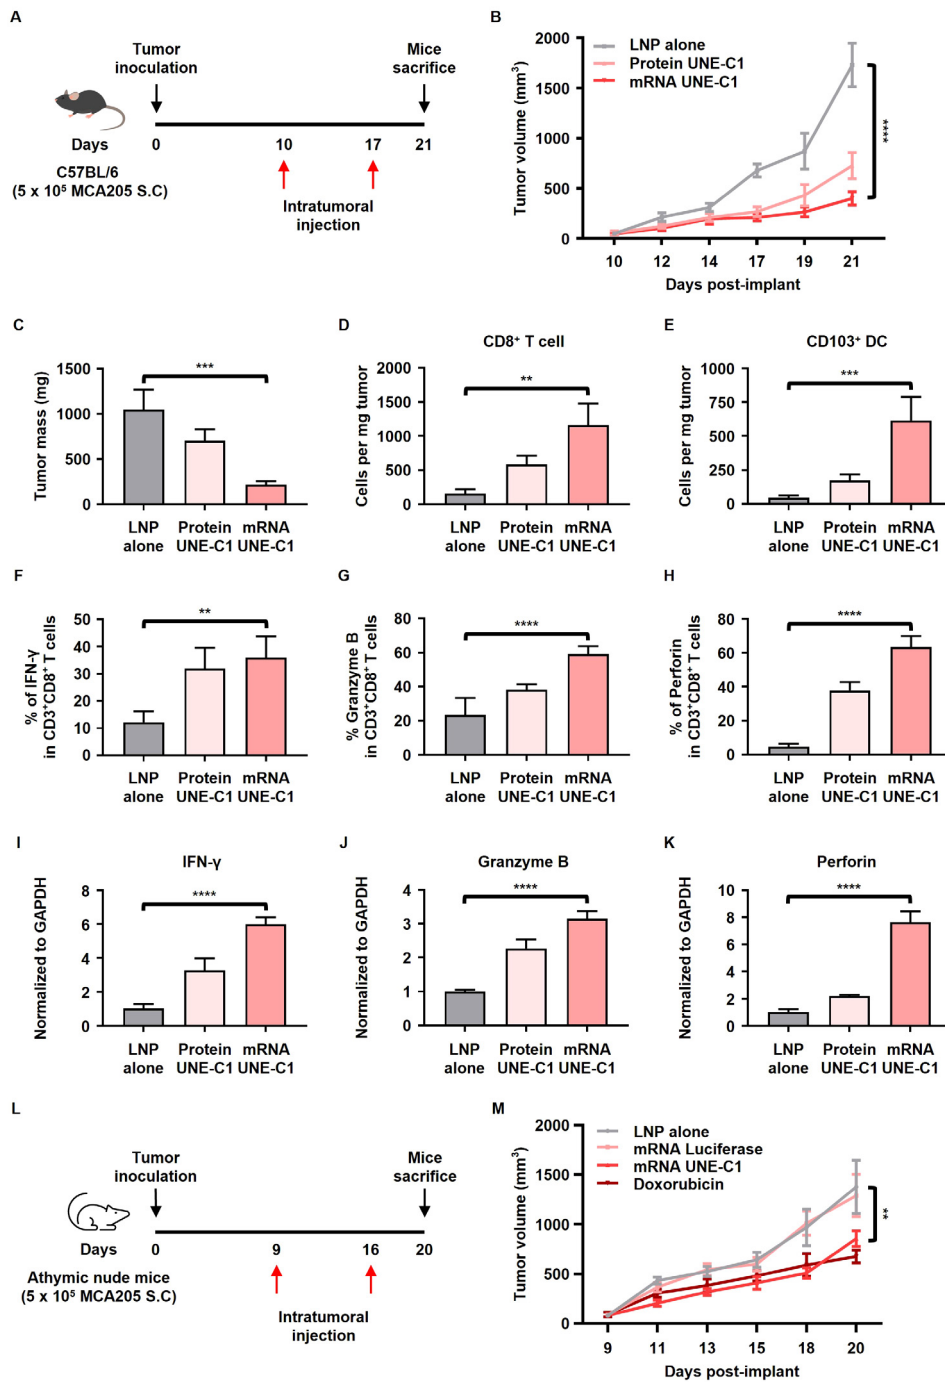 A
Tumor
inoculation
Mice
sacrifice
Days
0
10
17
21
C57BL/6
(5 x 10⁵ MCA205 S.C)
Intratumoral
injection
B
LNP alone
Protein UNE-C1
mRNA UNE-C1
Tumor volume (mm³)
2000
1500
1000
500
0
10 12 14 17 19 21
Days post-implant
****
C
Tumor mass (mg)
1500
1000
500
0
***
LNP alone
Protein UNE-C1
mRNA UNE-C1
D
CD8⁺ T cell
Cells per mg tumor
2000
1500
1000
500
0
**
LNP alone
Protein UNE-C1
mRNA UNE-C1
E
CD103⁺ DC
Cells per mg tumor
1000
750
500
250
0
***
LNP alone
Protein UNE-C1
mRNA UNE-C1
F
% of IFN-γ
in CD3⁺CD8⁺ T cells
50
40
30
20
10
0
**
LNP alone
Protein UNE-C1
mRNA UNE-C1
G
% Granzyme B
in CD3⁺CD8⁺ T cells
80
60
40
20
0
****
LNP alone
Protein UNE-C1
mRNA UNE-C1
H
% of Perforin
in CD3⁺CD8⁺ T cells
80
60
40
20
0
****
LNP alone
Protein UNE-C1
mRNA UNE-C1
I
IFN-γ
Normalized to GAPDH
8
6
4
2
0
****
LNP alone
Protein UNE-C1
mRNA UNE-C1
J
Granzyme B
Normalized to GAPDH
4
3
2
1
0
****
LNP alone
Protein UNE-C1
mRNA UNE-C1
K
Perforin
Normalized to GAPDH
10
8
6
4
2
0
****
LNP alone
Protein UNE-C1
mRNA UNE-C1
L
Tumor
inoculation
Mice
sacrifice
Days
0
9
16
20
Athymic nude mice
(5 x 10⁵ MCA205 S.C)
Intratumoral
injection
M
LNP alone
mRNA Luciferase
mRNA UNE-C1
Doxorubicin
Tumor volume (mm³)
2000
1500
1000
500
0
9 11 13 15 18 20
Days post-implant
**